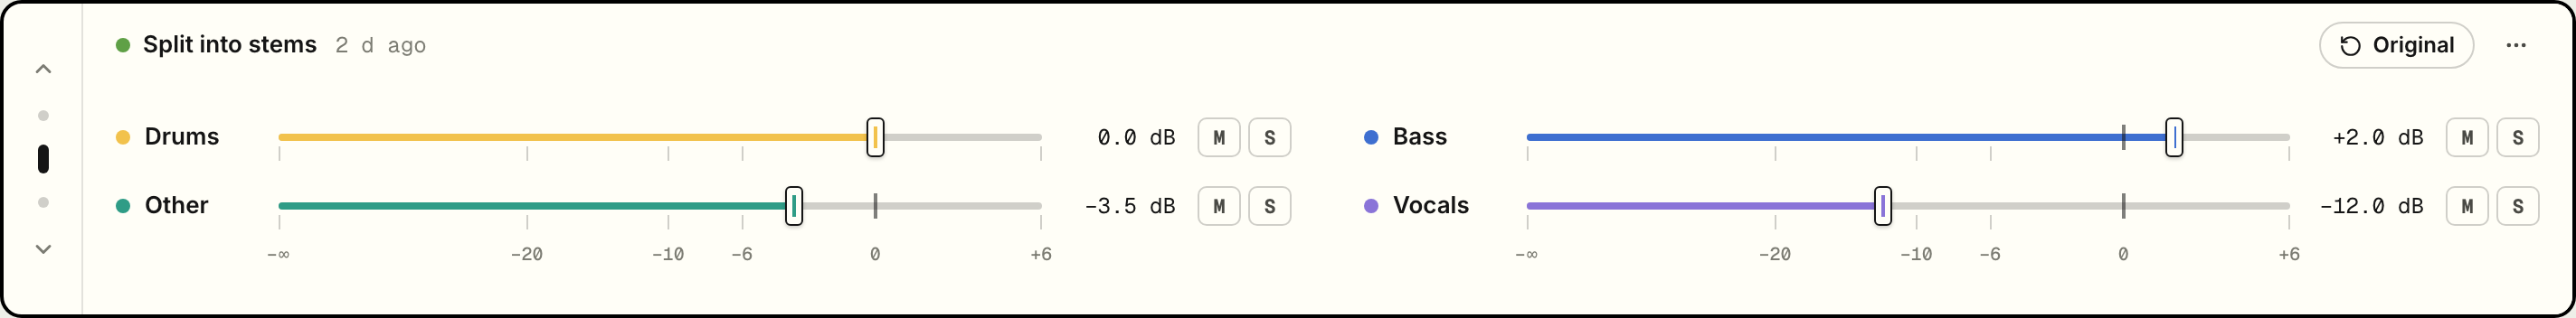 Split into stems 2 d ago Original
Drums 0.0 dB M S Bass +2.0 dB M S
Other −3.5 dB M S Vocals −12.0 dB M S
−∞ −20 −10 −6 0 +6 −∞ −20 −10 −6 0 +6